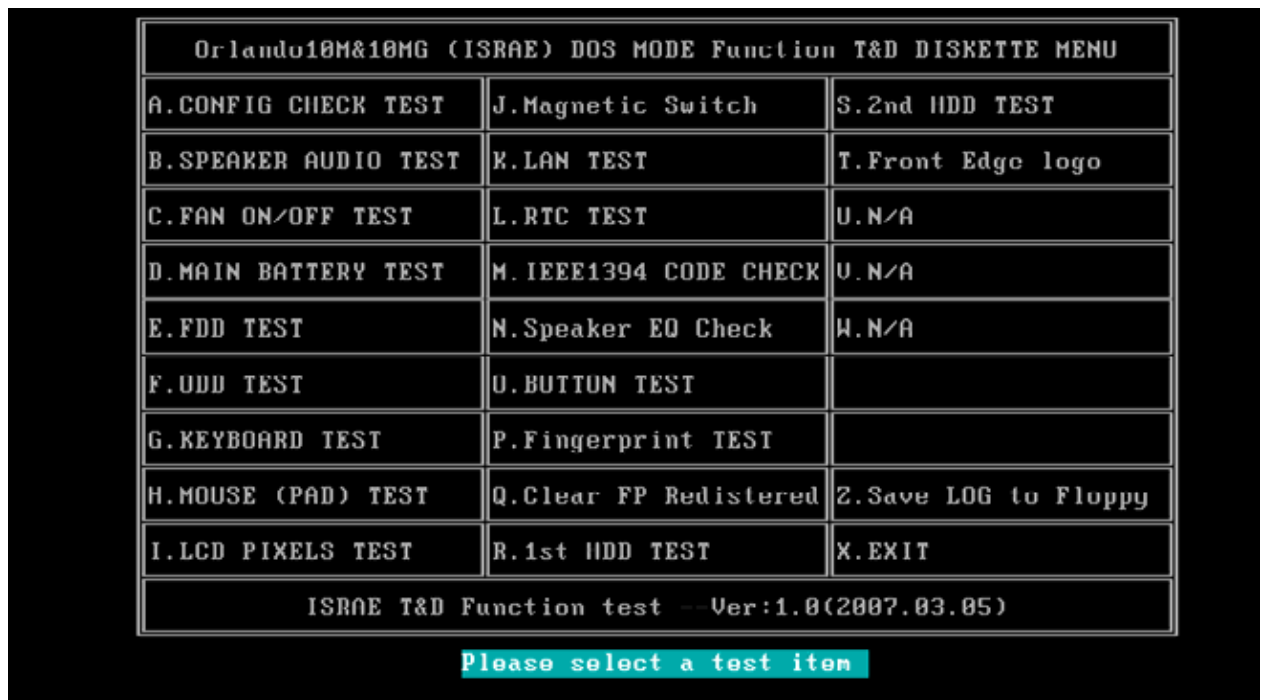 Orlando10M&10MG (ISRAE) DOS MODE Function T&D DISKETTE MENU
A.CONFIG CHECK TEST
J.Magnetic Switch
S.2nd HDD TEST
B.SPEAKER AUDIO TEST
K.LAN TEST
T.Front Edge logo
C.FAN ON/OFF TEST
L.RTC TEST
U.N/A
D.MAIN BATTERY TEST
M.IEEE1394 CODE CHECK
V.N/A
E.FDD TEST
N.Speaker EQ Check
W.N/A
F.ODD TEST
O.BUTTON TEST
G.KEYBOARD TEST
P.Fingerprint TEST
H.MOUSE (PAD) TEST
Q.Clear FP Redistered
Z.Save LOG to Floppy
I.LCD PIXELS TEST
R.1st HDD TEST
X.EXIT
ISRAE T&D Function test --Ver:1.0(2007.03.05)
Please select a test item